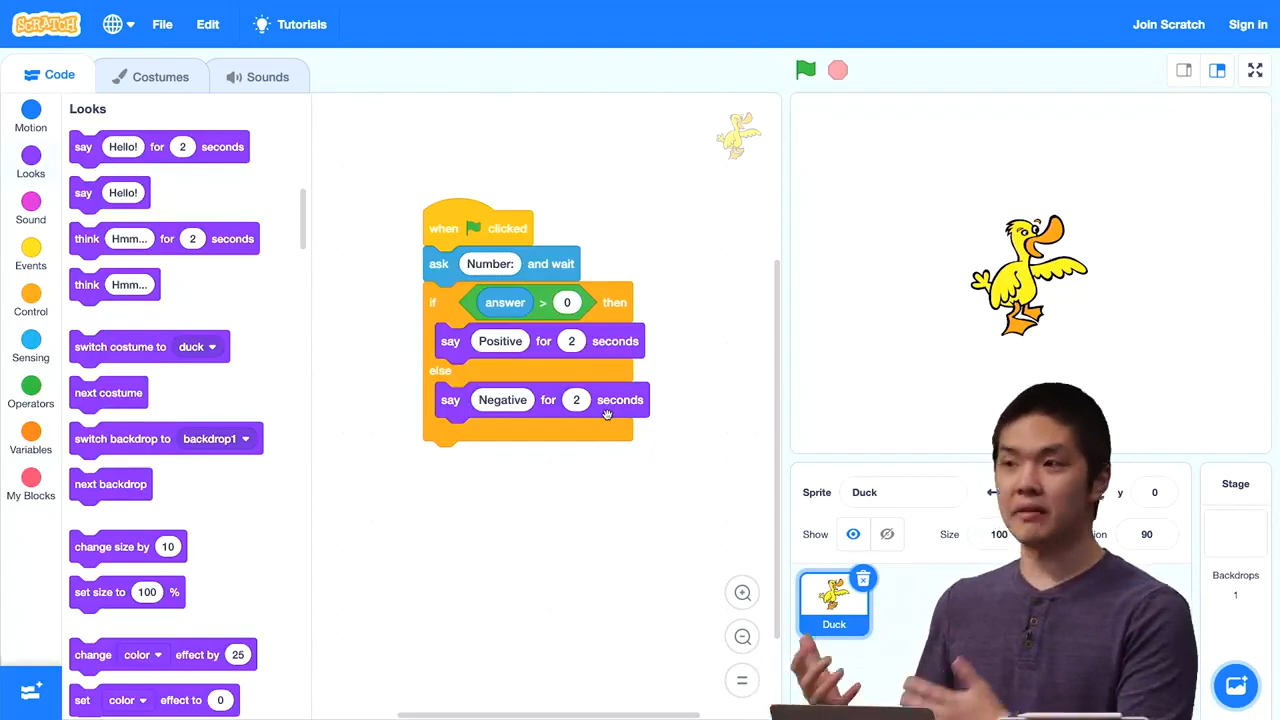 SCRATCH
File
Edit
Tutorials
Join Scratch
Sign in
Code
Costumes
Sounds
Motion
Looks
Sound
Events
Control
Sensing
Operators
Variables
My Blocks
Looks
say Hello! for 2 seconds
say Hello!
think Hmm... for 2 seconds
think Hmm...
switch costume to duck
next costume
switch backdrop to backdrop1
next backdrop
change size by 10
set size to 100 %
change color effect by 25
set color effect to 0
when clicked
ask Number: and wait
if answer > 0 then
say Positive for 2 seconds
else
say Negative for 2 seconds
Sprite Duck
y 0
Show
Size 100
90
Duck
Stage
Backdrops
1